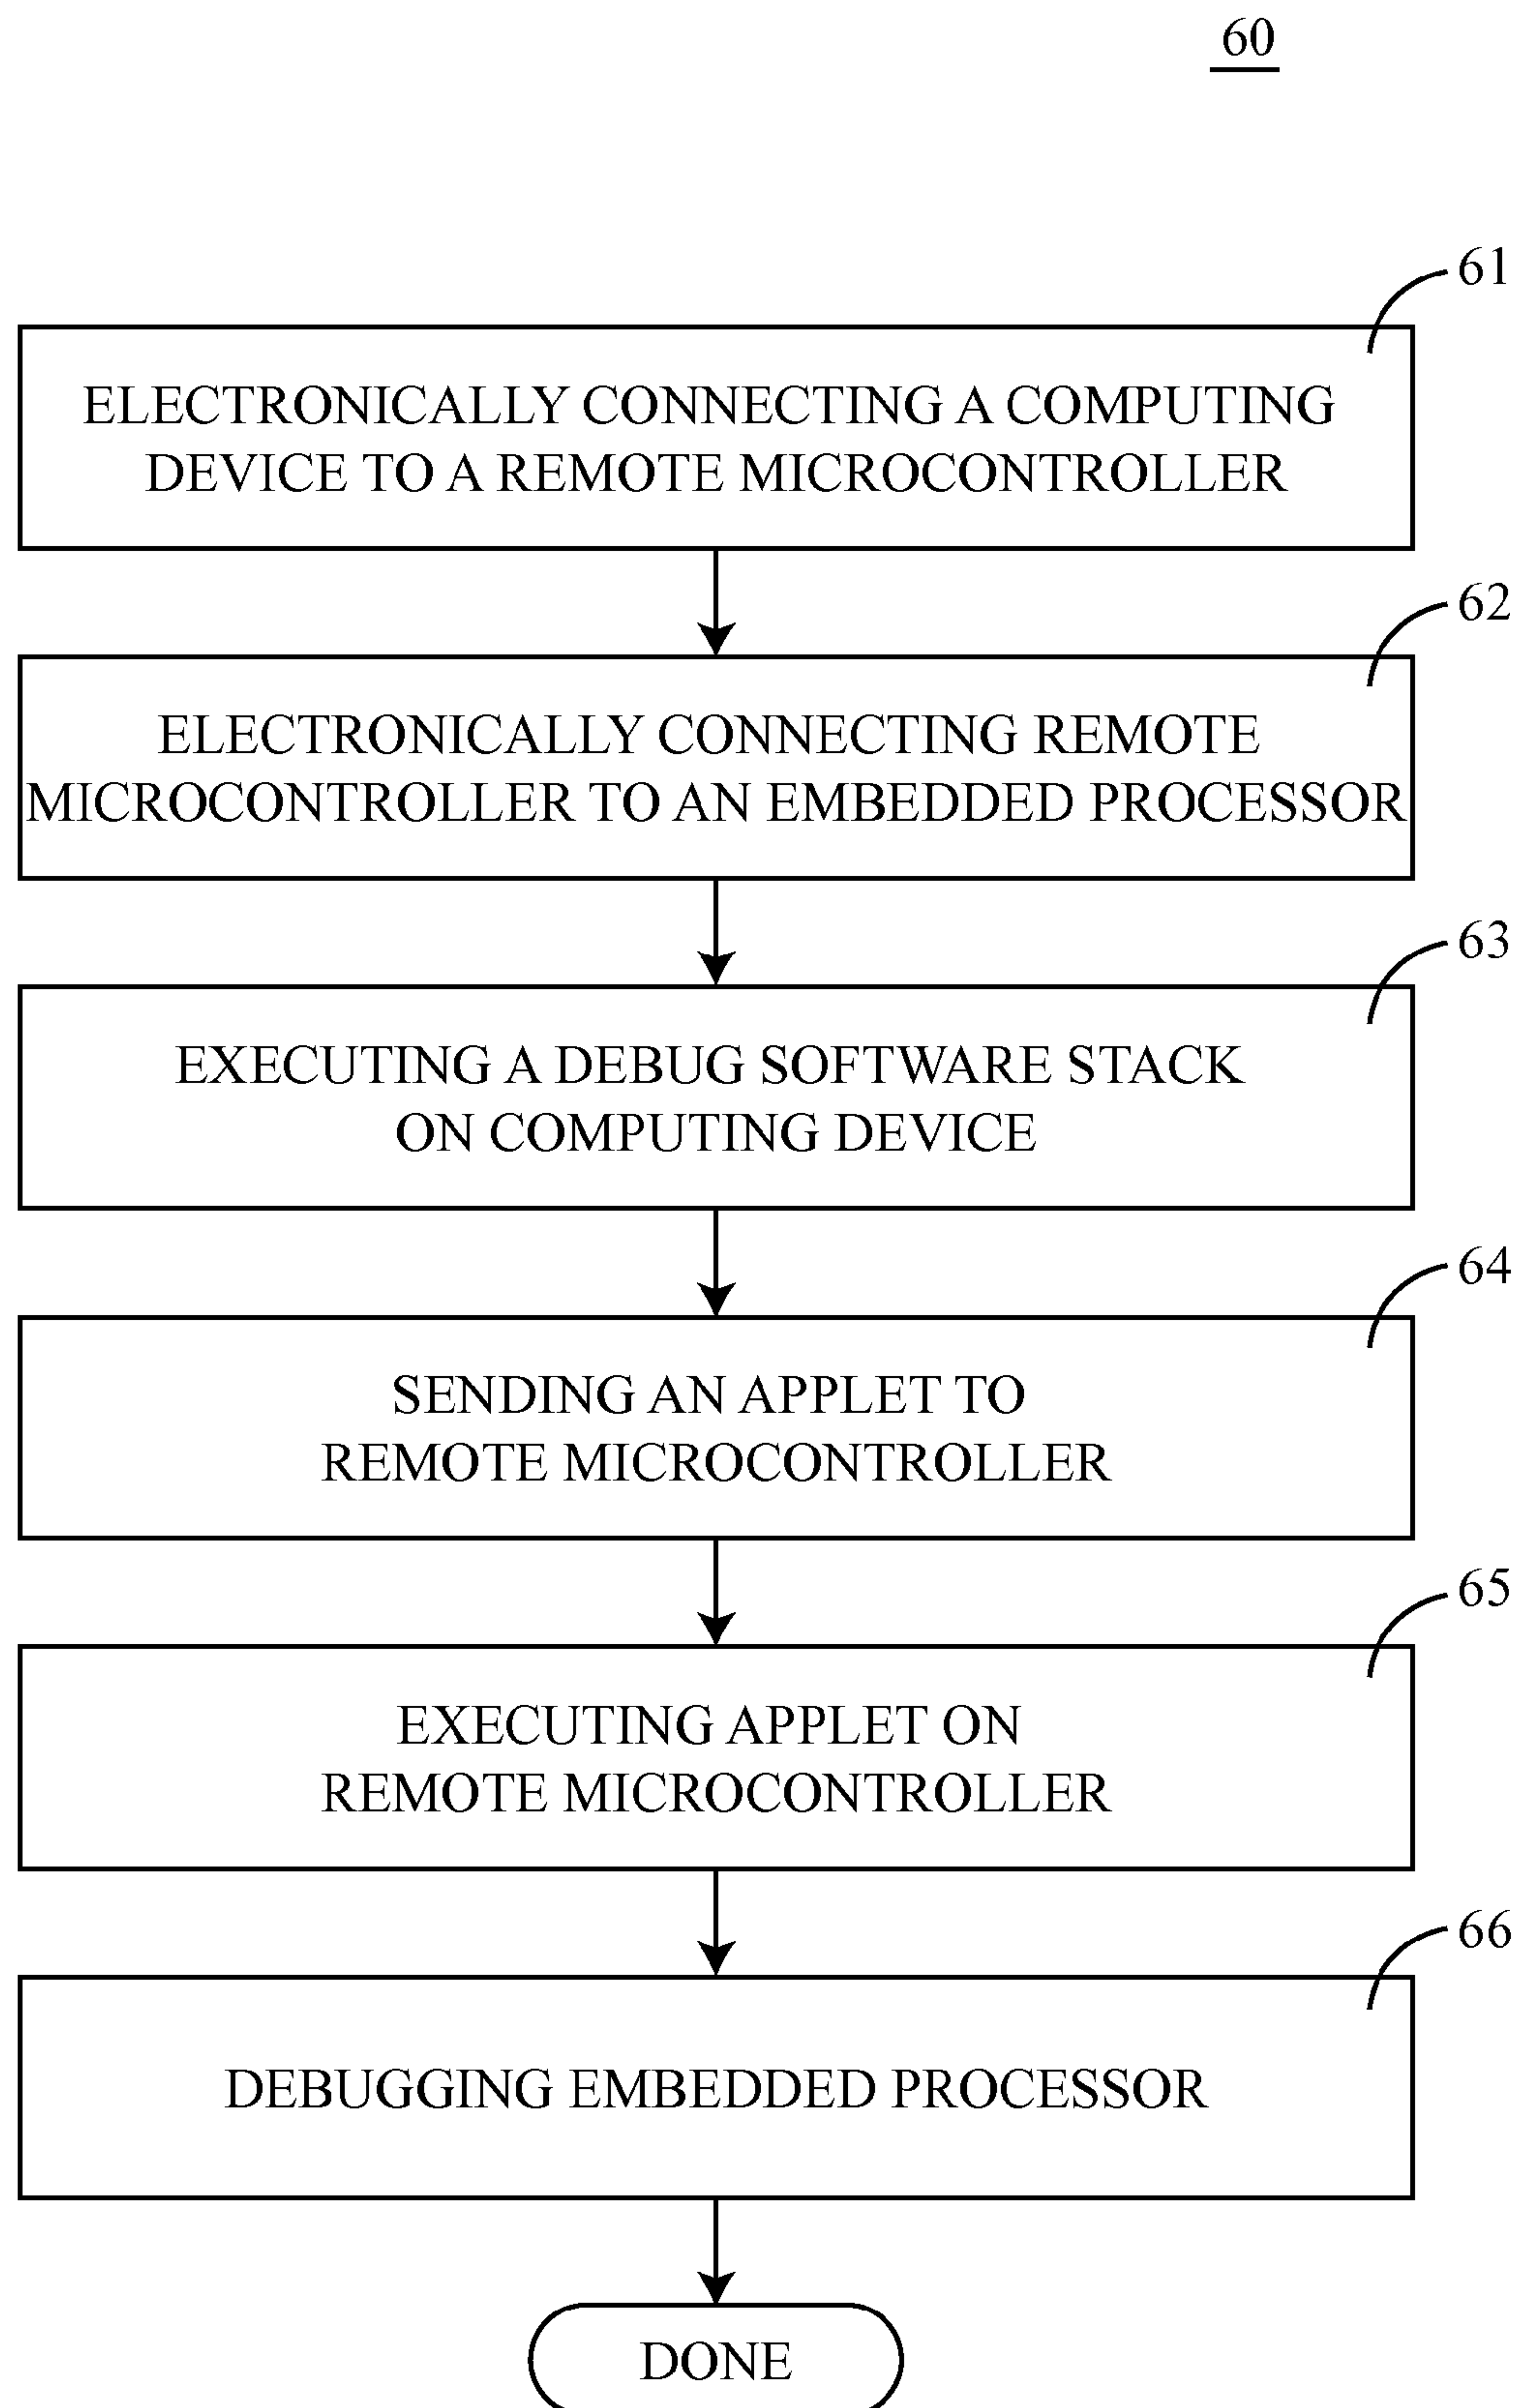 60
61
ELECTRONICALLY CONNECTING A COMPUTING
DEVICE TO A REMOTE MICROCONTROLLER
62
ELECTRONICALLY CONNECTING REMOTE
MICROCONTROLLER TO AN EMBEDDED PROCESSOR
63
EXECUTING A DEBUG SOFTWARE STACK
ON COMPUTING DEVICE
64
SENDING AN APPLET TO
REMOTE MICROCONTROLLER
65
EXECUTING APPLET ON
REMOTE MICROCONTROLLER
66
DEBUGGING EMBEDDED PROCESSOR
DONE